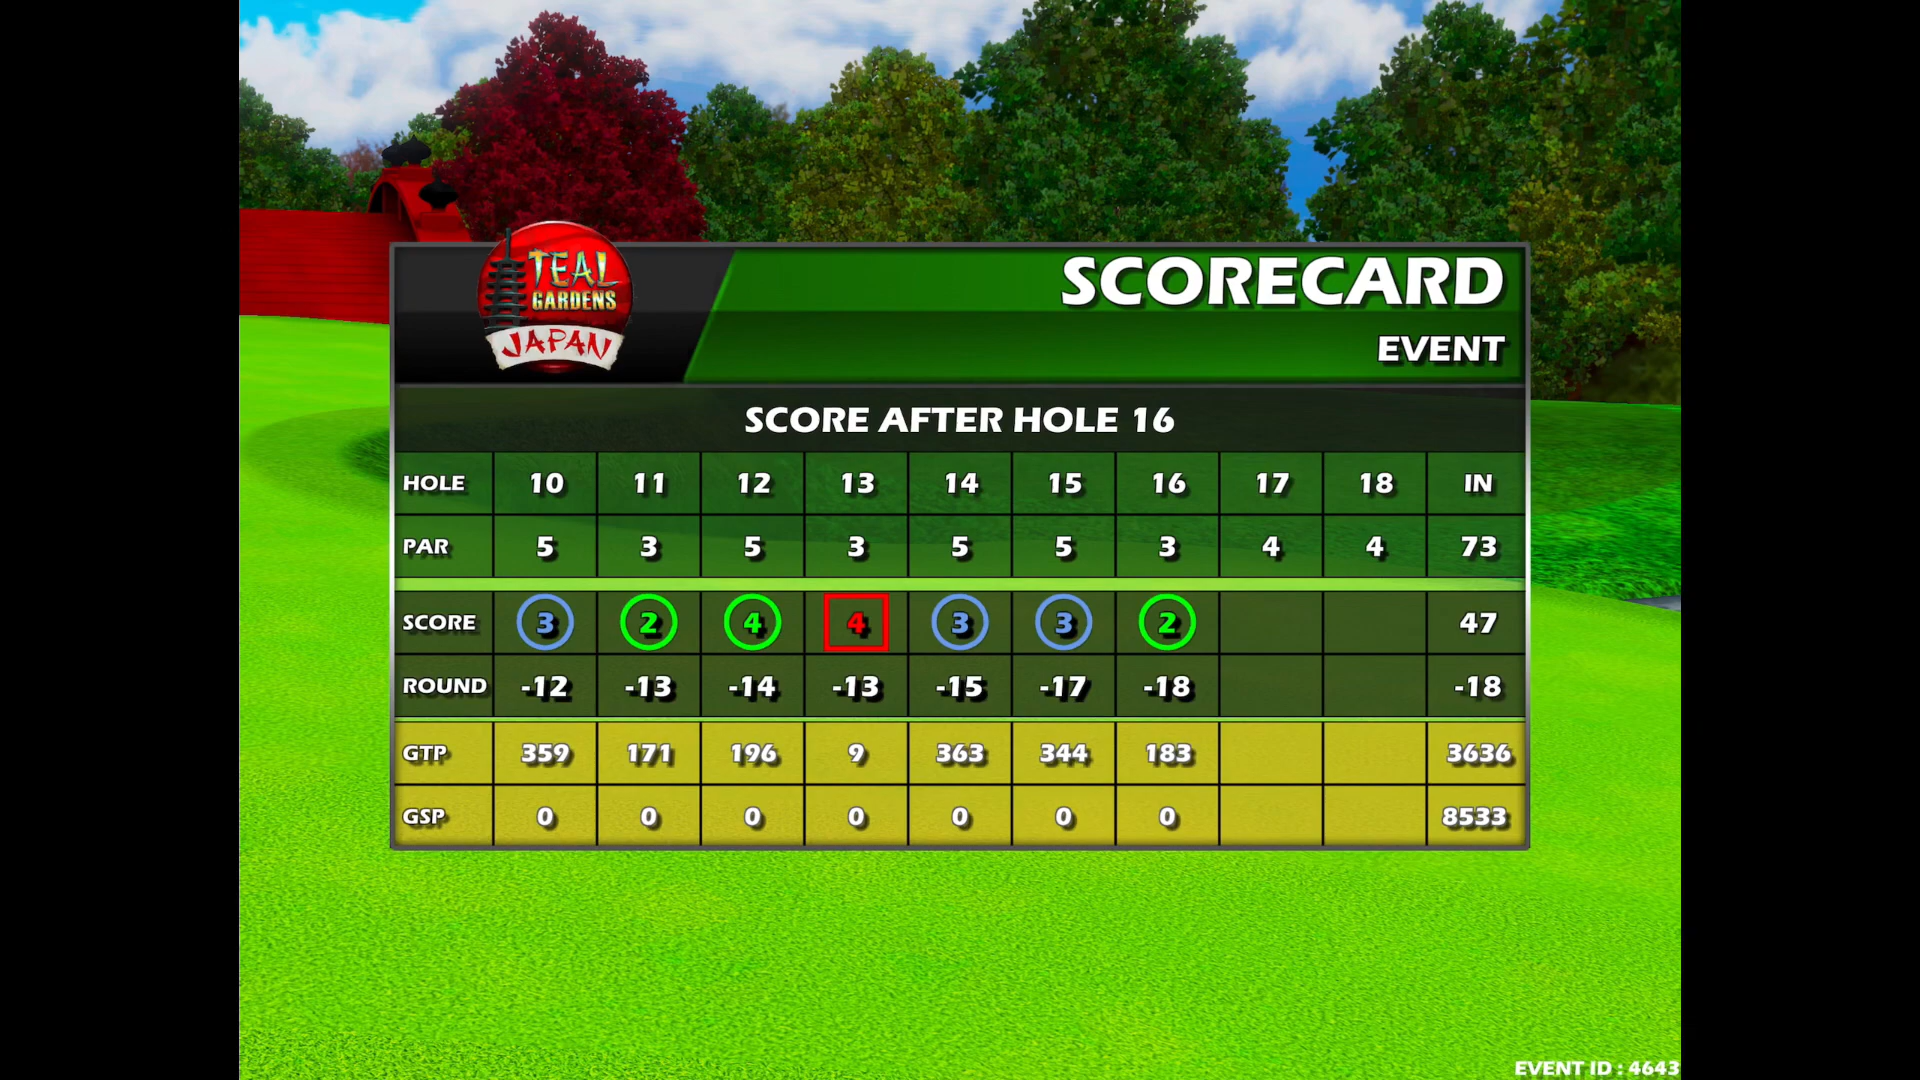 TEAL
GARDENS
JAPAN
SCORECARD
EVENT
SCORE AFTER HOLE 16
HOLE 10 11 12 13 14 15 16 17 18 IN
PAR 5 3 5 3 5 5 3 4 4 73
SCORE 3 2 4 4 3 3 2 47
ROUND -12 -13 -14 -13 -15 -17 -18 -18
GTP 359 171 196 9 363 344 183 3636
GSP 0 0 0 0 0 0 0 8533
EVENT ID : 4643